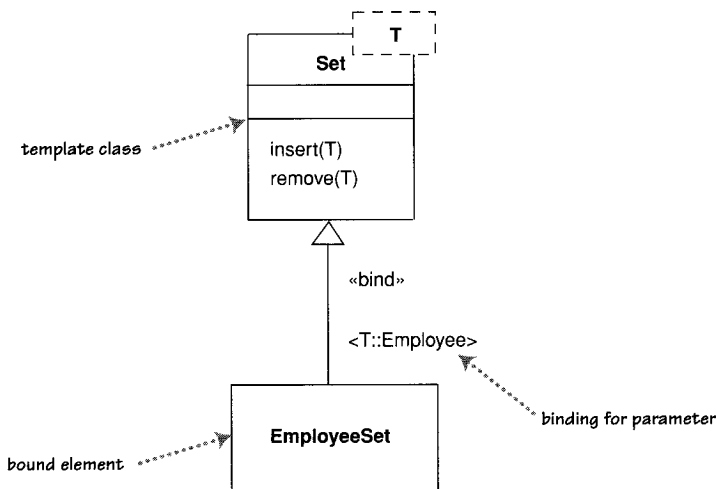 T
Set
template class
insert(T)
remove(T)
«bind»
<T::Employee>
binding for parameter
EmployeeSet
bound element